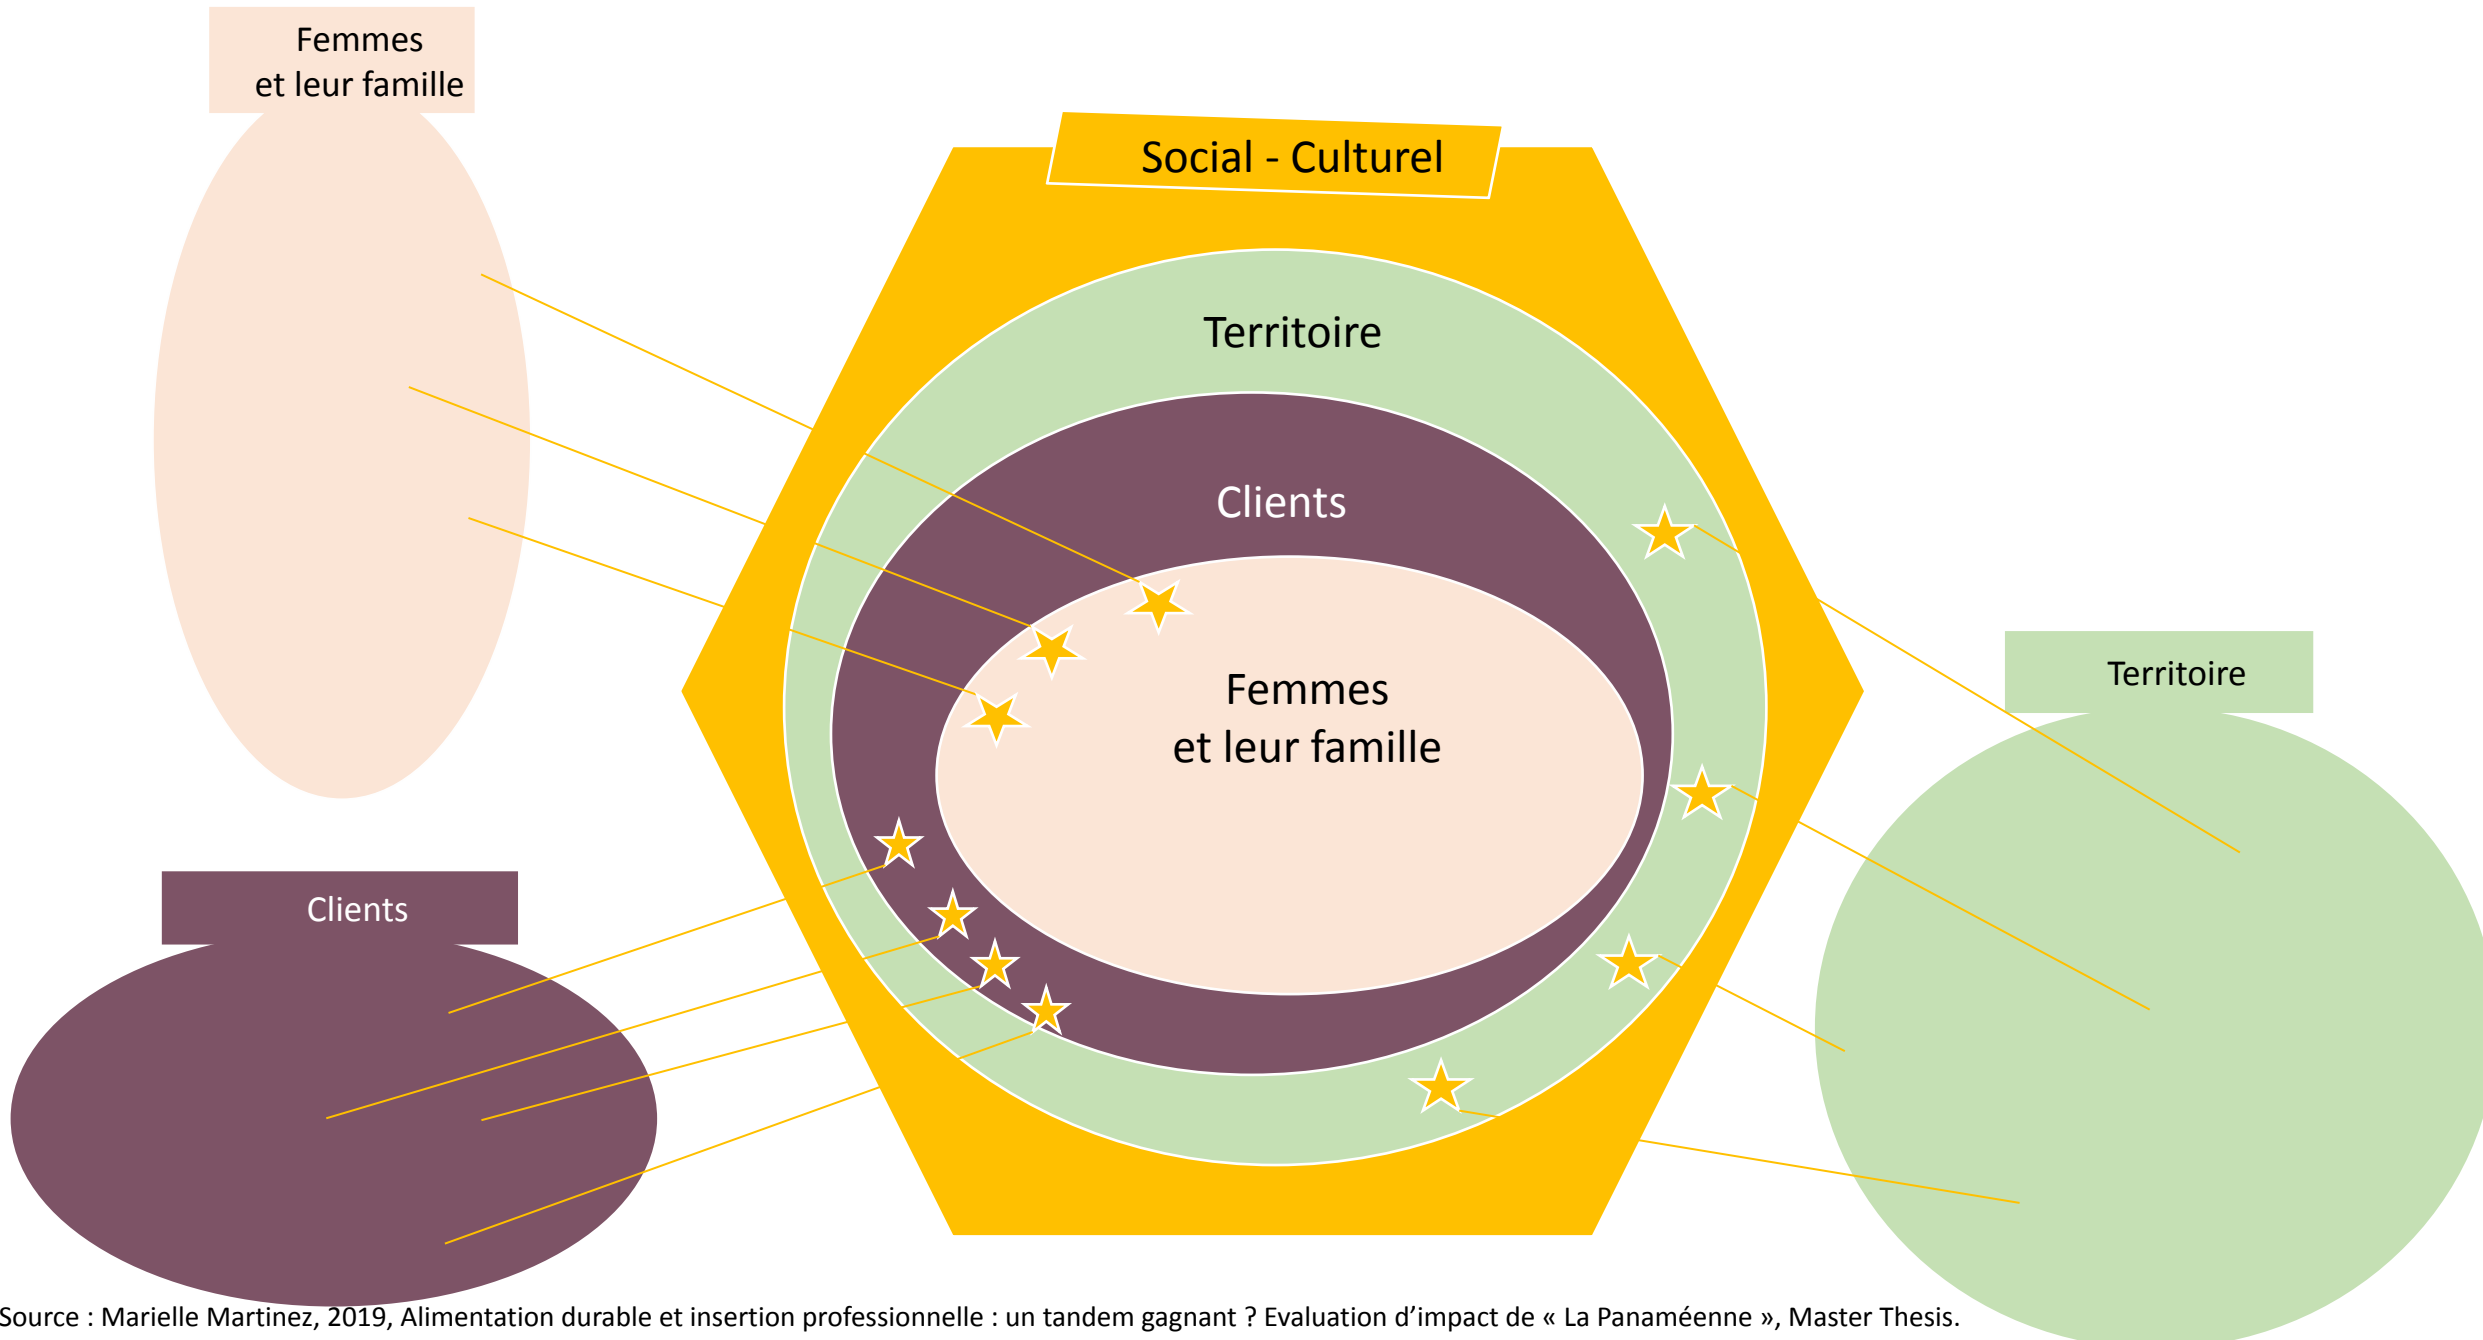 Femmes
et leur famille
Social - Culturel
Territoire
Clients
Femmes
et leur famille
Territoire
Clients
Source : Marielle Martinez, 2019, Alimentation durable et insertion professionnelle : un tandem gagnant ? Evaluation d’impact de « La Panaméenne », Master Thesis.